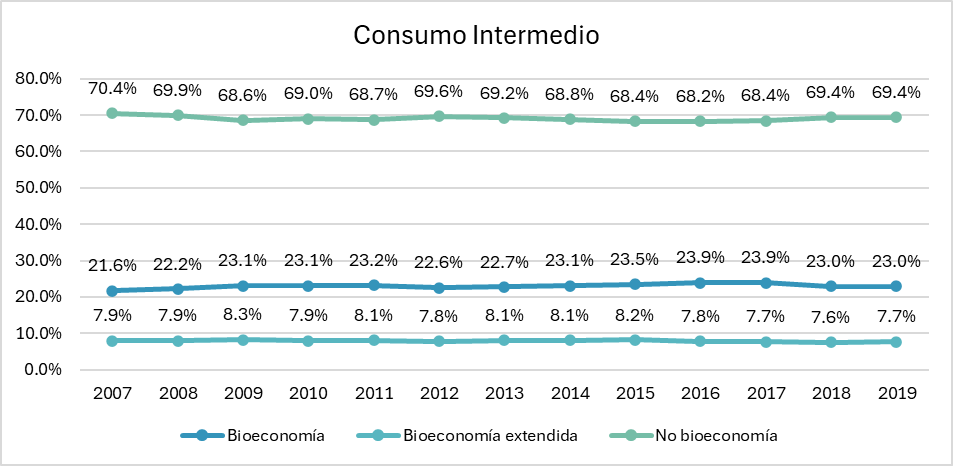 Consumo Intermedio
80.0%
70.4% 69.9% 68.6% 69.0% 68.7% 69.6% 69.2% 68.8% 68.4% 68.2% 68.4% 69.4% 69.4%
70.0%
60.0%
50.0%
40.0%
30.0%
21.6% 22.2% 23.1% 23.1% 23.2% 22.6% 22.7% 23.1% 23.5% 23.9% 23.9% 23.0% 23.0%
20.0%
7.9% 7.9% 8.3% 7.9% 8.1% 7.8% 8.1% 8.1% 8.2% 7.8% 7.7% 7.6% 7.7%
10.0%
0.0%
2007 2008 2009 2010 2011 2012 2013 2014 2015 2016 2017 2018 2019
Bioeconomía Bioeconomía extendida No bioeconomía